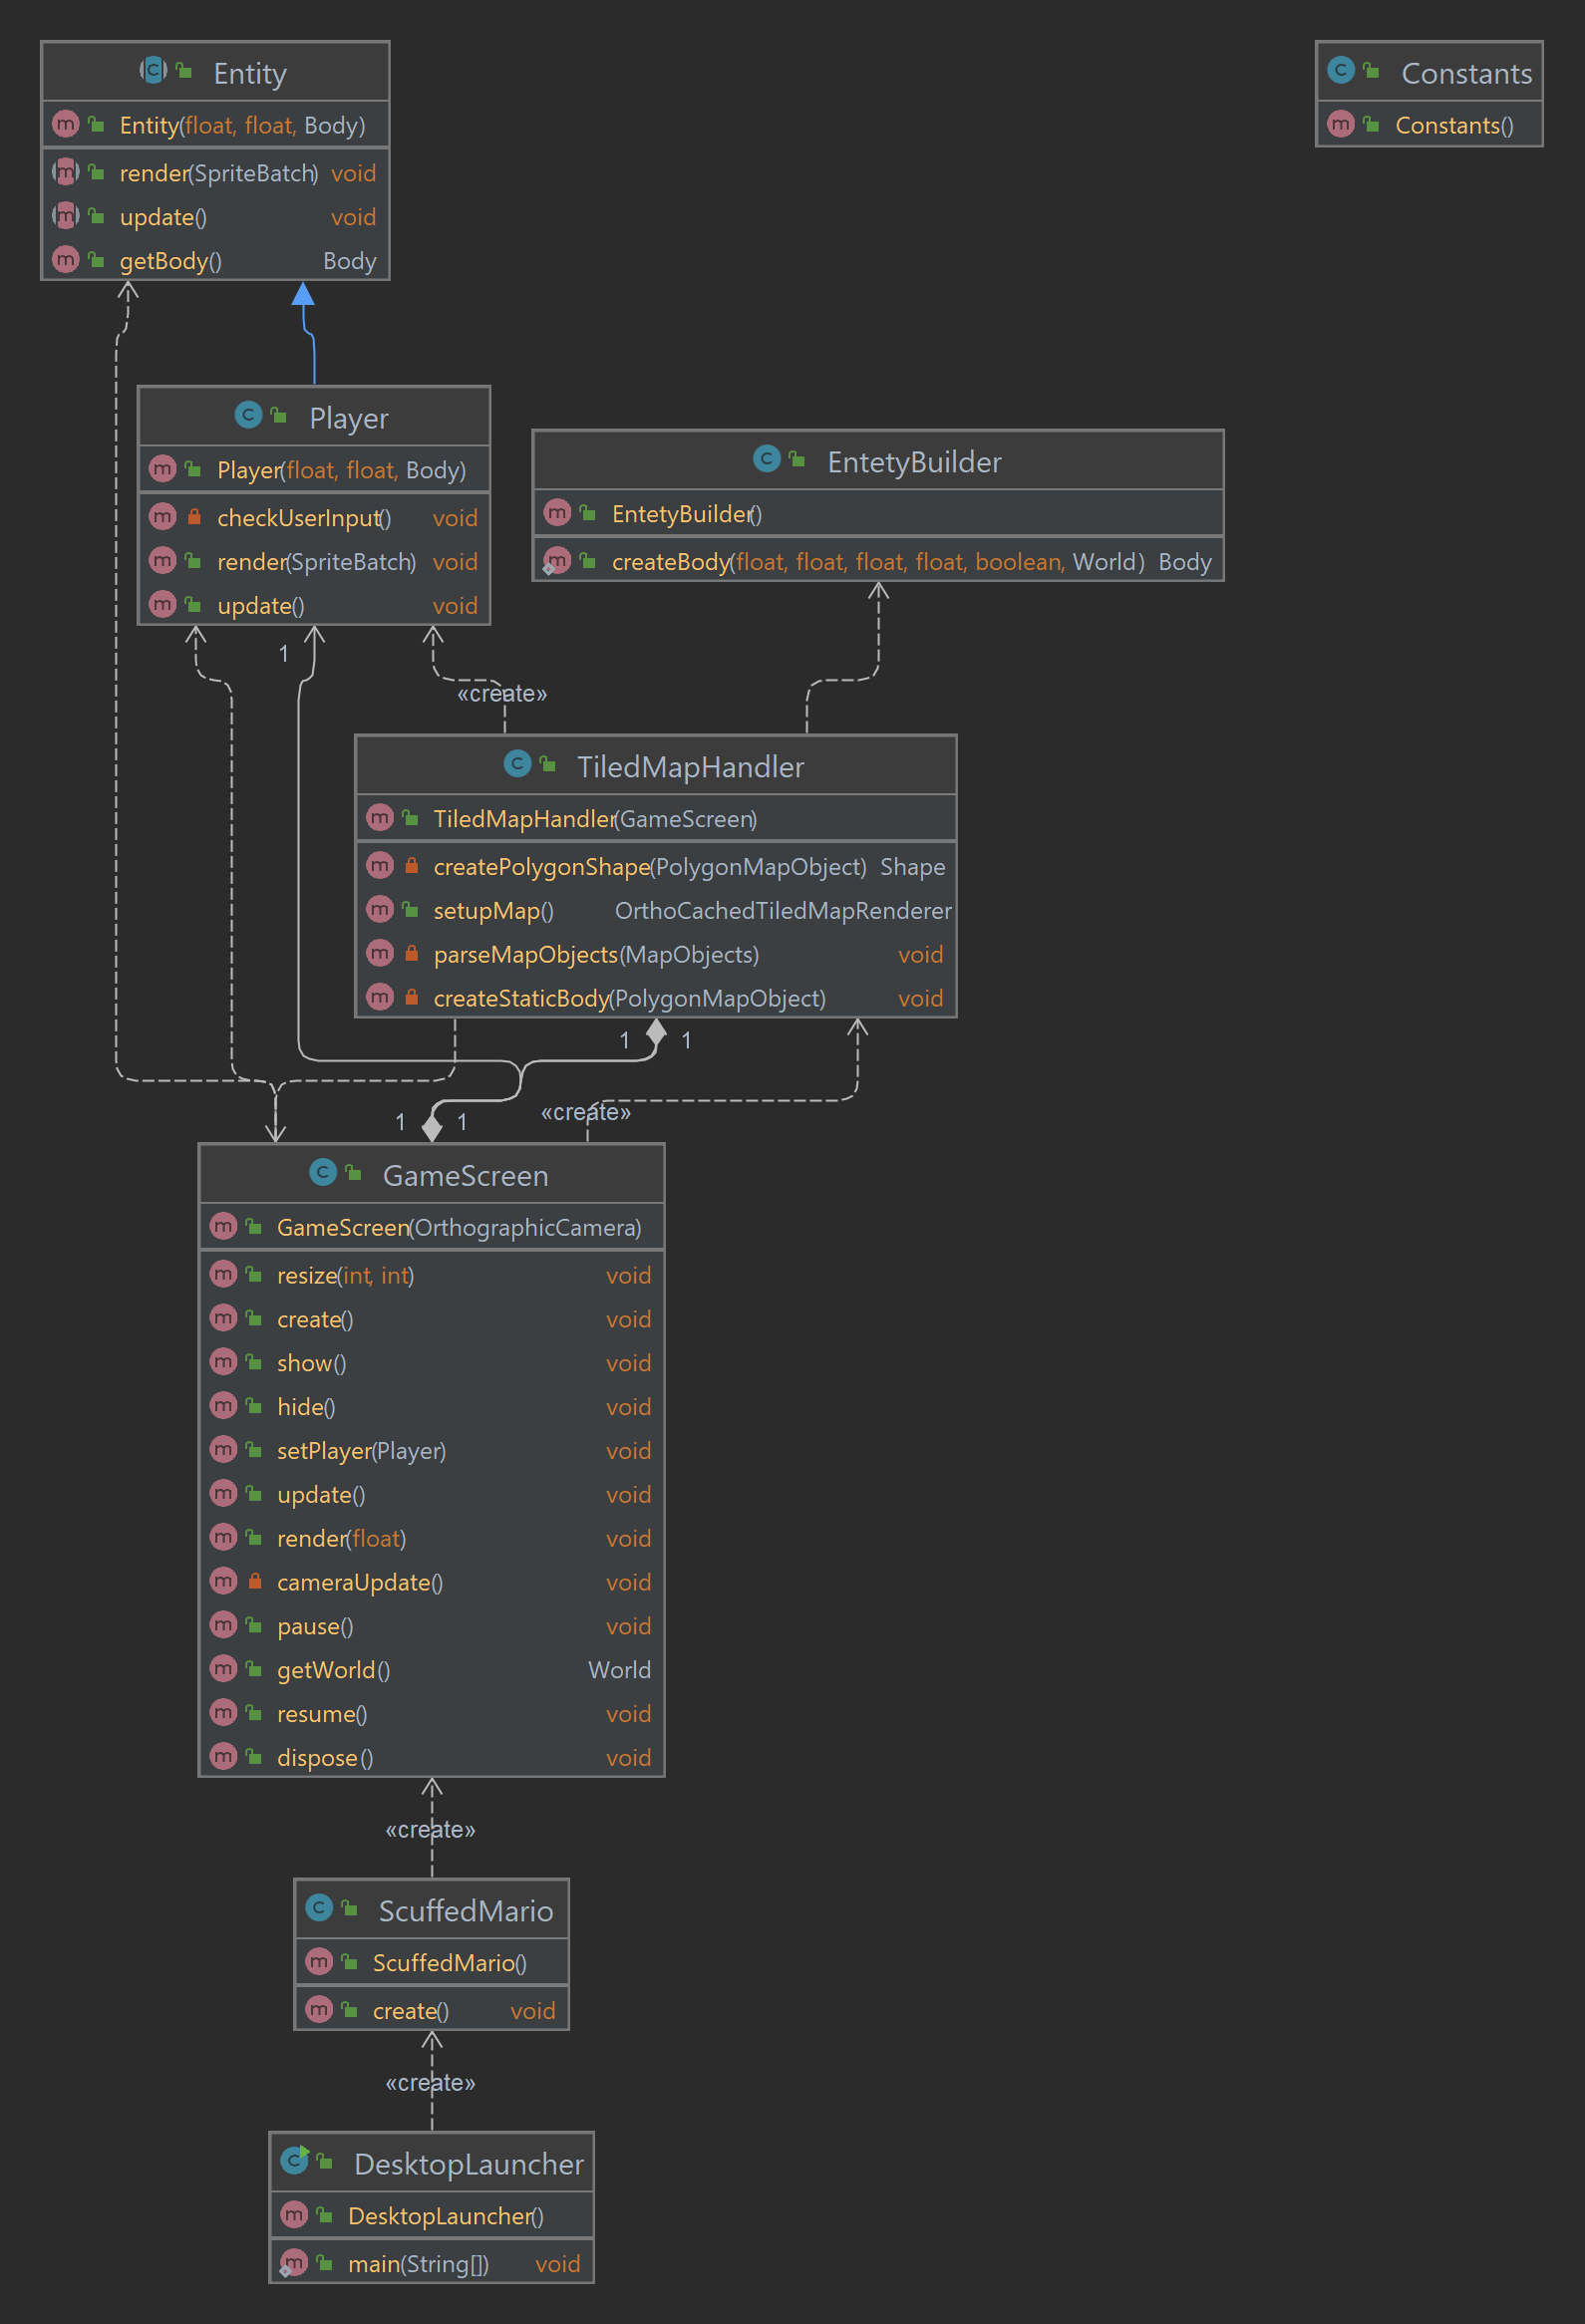 Entity
Entity(float, float, Body)
render(SpriteBatch) void
update() void
getBody() Body
Constants
Constants()
Player
Player(float, float, Body)
checkUserInput() void
render(SpriteBatch) void
update() void
EntetyBuilder
EntetyBuilder()
createBody(float, float, float, float, boolean, World) Body
1
«create»
TiledMapHandler
TiledMapHandler(GameScreen)
createPolygonShape(PolygonMapObject) Shape
setupMap() OrthoCachedTiledMapRenderer
parseMapObjects(MapObjects) void
createStaticBody(PolygonMapObject) void
1 1
1 1 «create»
GameScreen
GameScreen(OrthographicCamera)
resize(int, int) void
create() void
show() void
hide() void
setPlayer(Player) void
update() void
render(float) void
cameraUpdate() void
pause() void
getWorld() World
resume() void
dispose() void
«create»
ScuffedMario
ScuffedMario()
create() void
«create»
DesktopLauncher
DesktopLauncher()
main(String[]) void